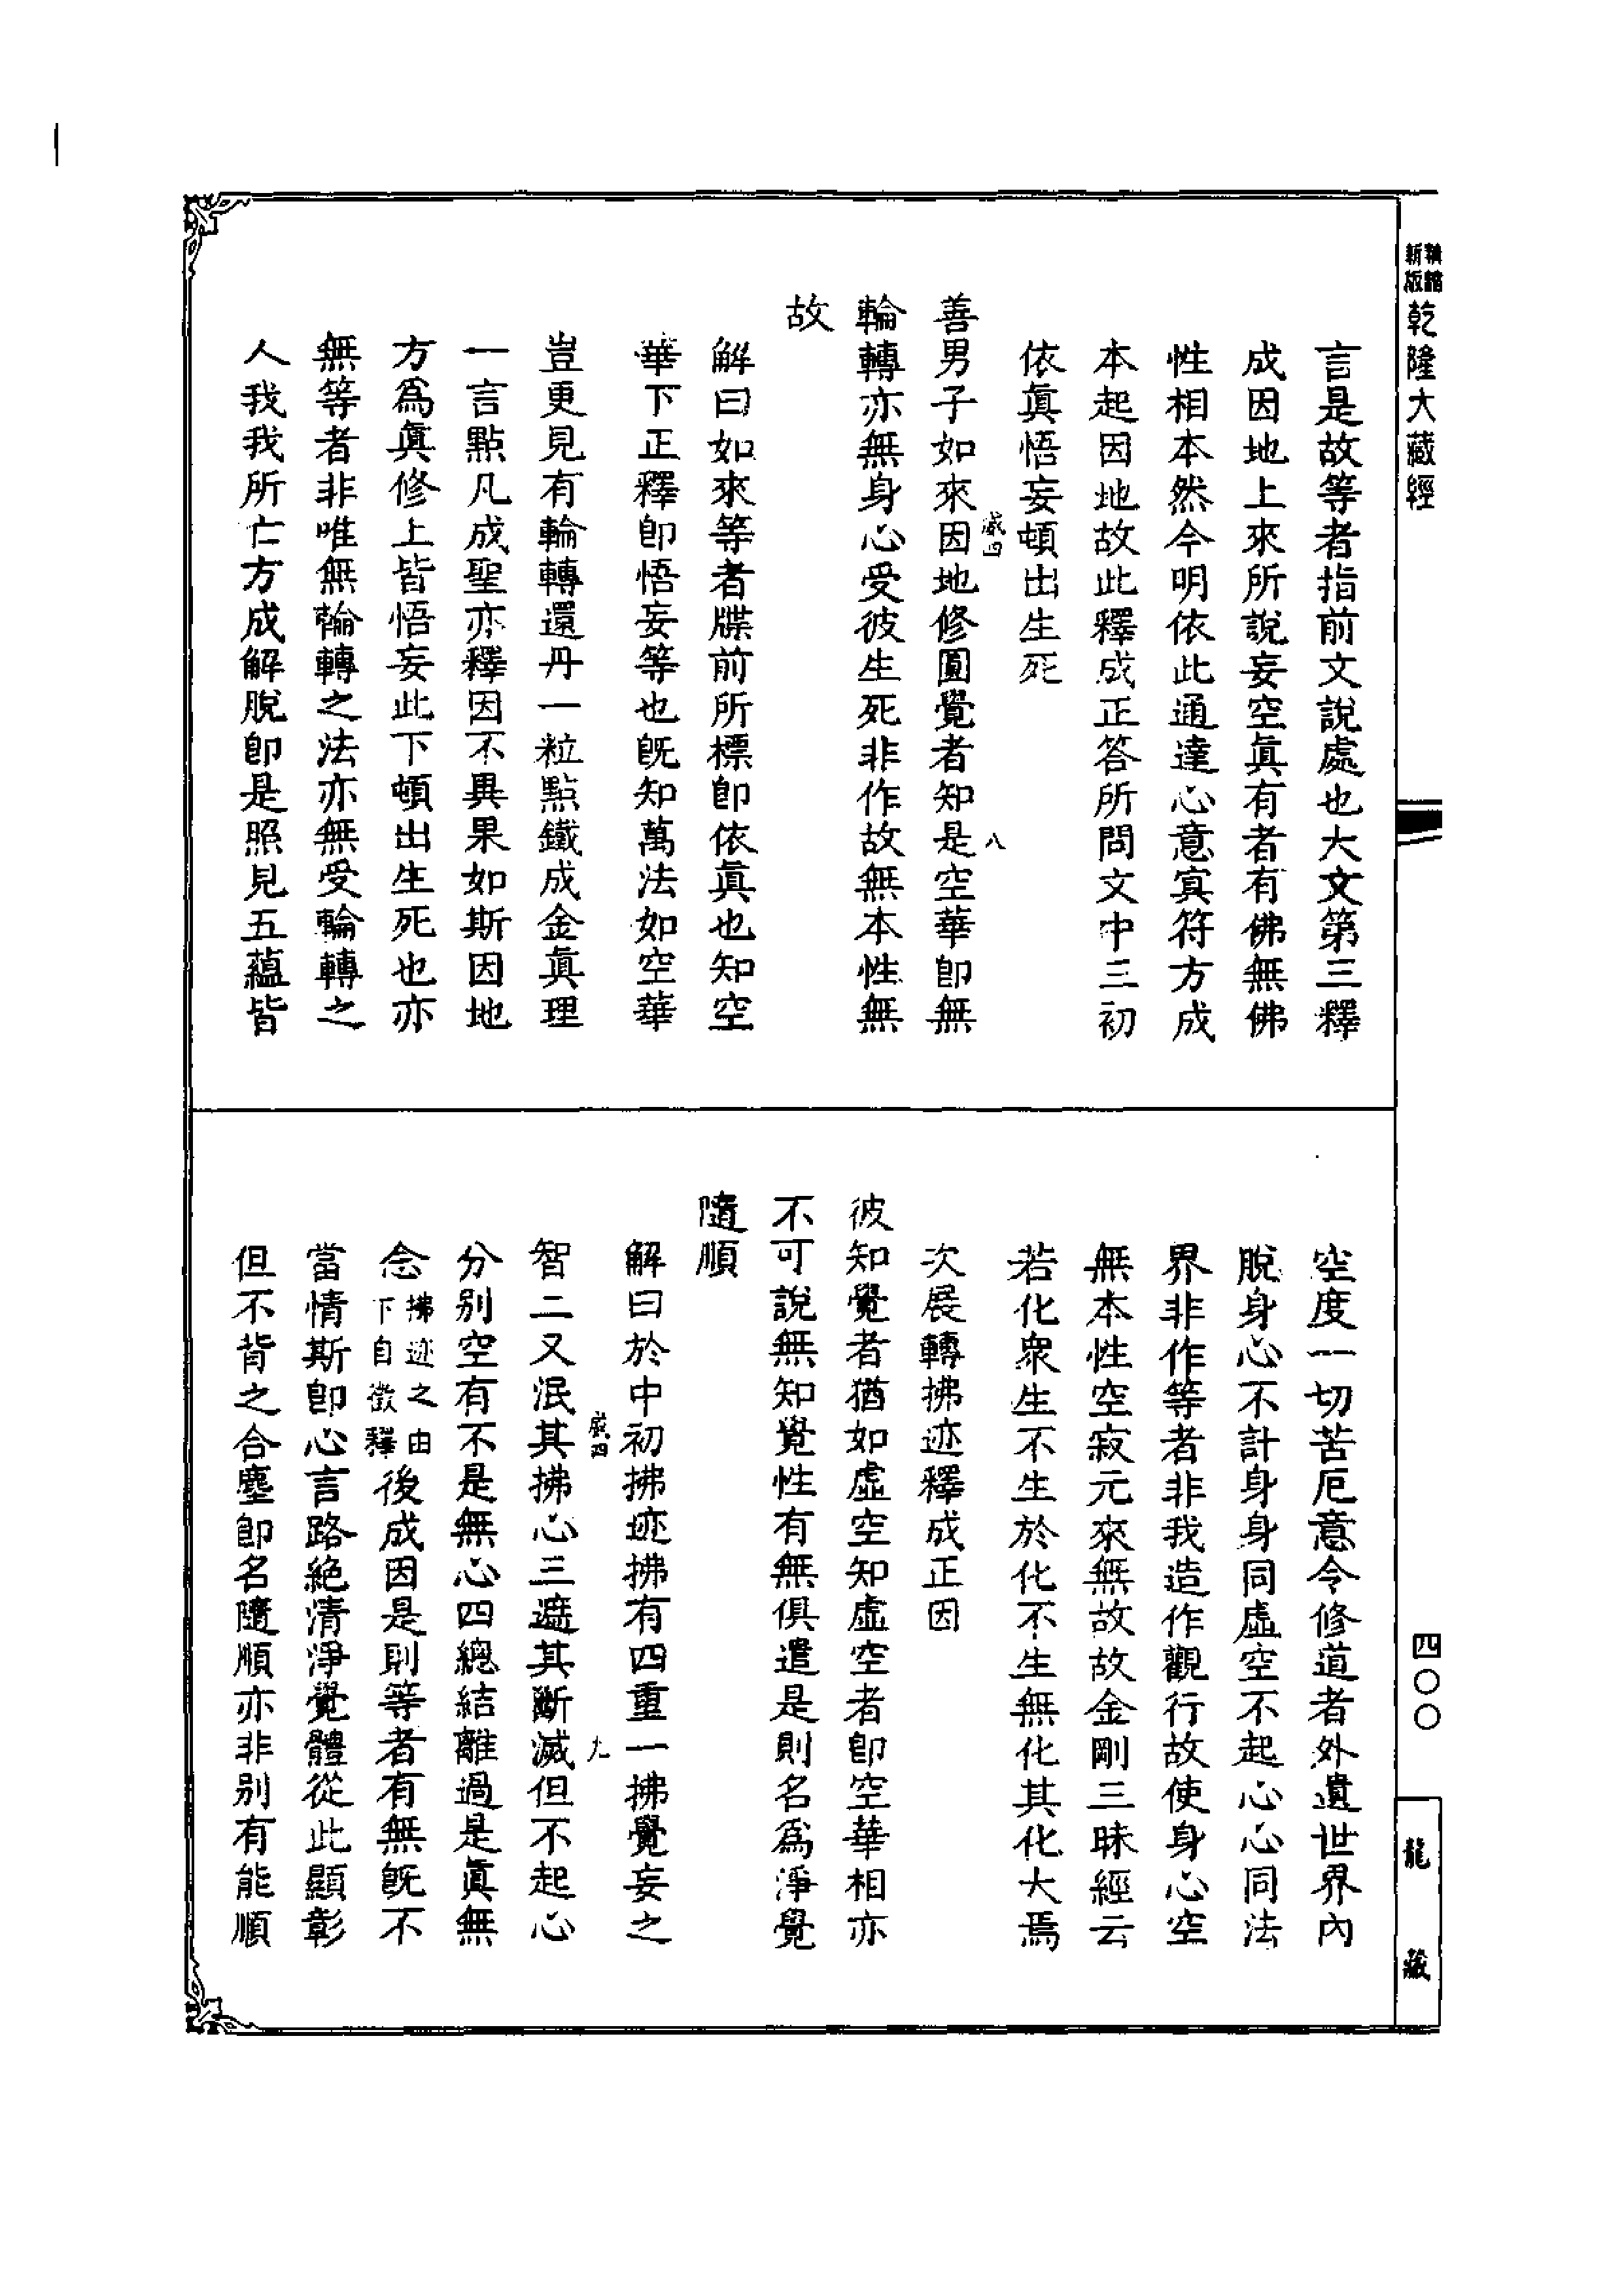 新版
乾隆大藏經
四〇〇
龍藏
言是故等者指前文說處也大文第三釋
成因地上來所說妄空眞有者有佛無佛
性相本然今明依此通達心意冥符方成
本起因地故此釋成正答所問文中三初
依眞悟妄頓出生死
善男子如來因地修圓覺者知是空華卽無
輪轉亦無身心受彼生死非作故無本性無
故
解曰如來等者牒前所標卽依眞也知空
華下正釋卽悟妄等也旣知萬法如空華
豈更見有輪轉還丹一粒點鐵成金眞理
一言點凡成聖亦釋因不異果如斯因地
方爲眞修上皆悟妄此下頓出生死也亦
無等者非唯無輪轉之法亦無受輪轉之
人我我所亡方成解脫卽是照見五蘊皆
八
空度一切苦厄意令修道者外遺世界內
脫身心不計身身同虛空不起心心同法
界非作等者非我造作觀行故使身心空
無本性空寂元來無故故金剛三昧經云
若化衆生不生於化不生無化其化大焉
次展轉拂迹釋成正因
彼知覺者猶如虛空知虛空者卽空華相亦
不可說無知覺性有無俱遣是則名爲淨覺
隨順
解曰於中初拂迹拂有四重一拂覺妄之
九
智二又泯其拂心三遮其斷滅但不起心
分别空有不是無心四總結離過是眞無
念拂迹之由下自徵釋後成因是則等者有無旣不
當情斯卽心言路絶清淨覺體從此顯彰
但不背之合塵卽名隨順亦非别有能順